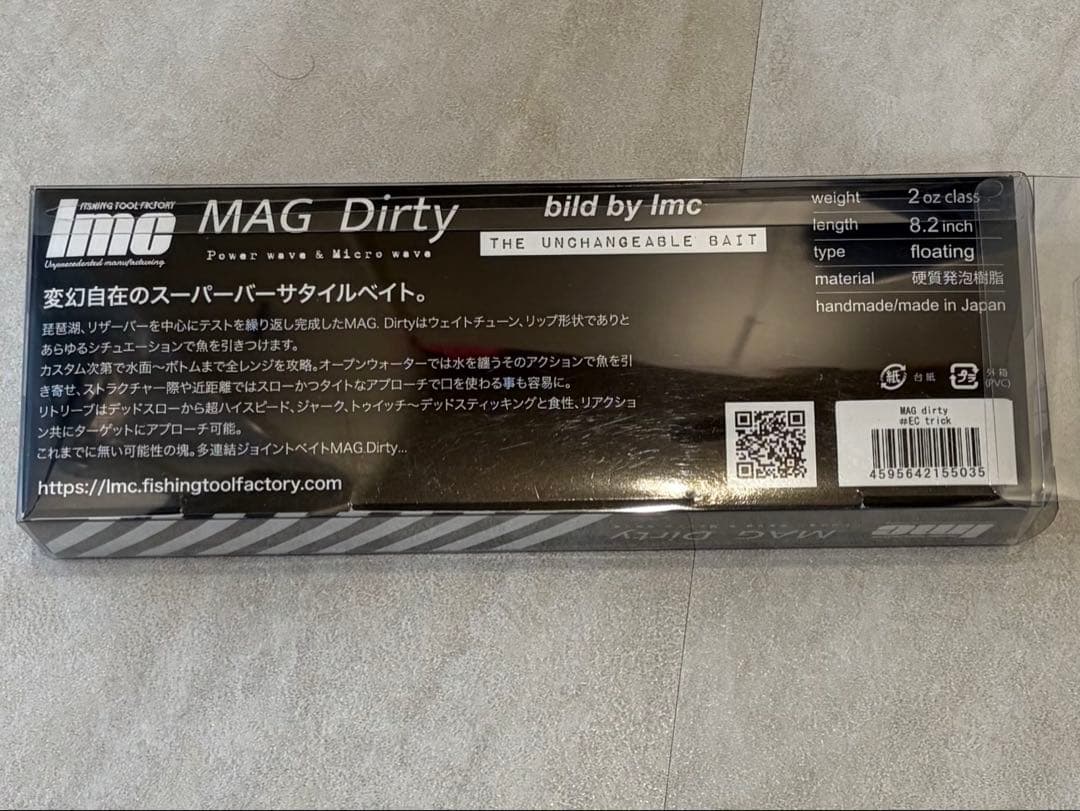 FISHING TOOL FACTORY
lmc
Unprecedented manufacturing
MAG Dirty
Power wave & Micro wave
bild by lmc
THE UNCHANGEABLE BAIT
weight 2 oz class
length 8.2 inch
type floating
material 硬質発泡樹脂
handmade/made in Japan
変幻自在のスーパーバーサタイルベイト。
琵琶湖、リザーバーを中心にテストを繰り返し完成したMAG. Dirtyはウェイトチューン、リップ形状でありと
あらゆるシチュエーションで魚を引きつけます。
カスタム次第で水面〜ボトムまで全レンジを攻略。オープンウォーターでは水を纏うそのアクションで魚を引
き寄せ、ストラクチャー際や近距離ではスローかつタイトなアプローチで口を使わる事も容易に。
リトリーブはデッドスローから超ハイスピード、ジャーク、トゥイッチ〜デッドスティッキングと食性、リアクショ
ン共にターゲットにアプローチ可能。
これまでに無い可能性の塊。多連結ジョイントベイトMAG.Dirty...
https://lmc.fishingtoolfactory.com
紙 台紙
プラ 外箱
(PVC)
MAG dirty
#EC trick
4595642155035
MAG Dirty
lmc